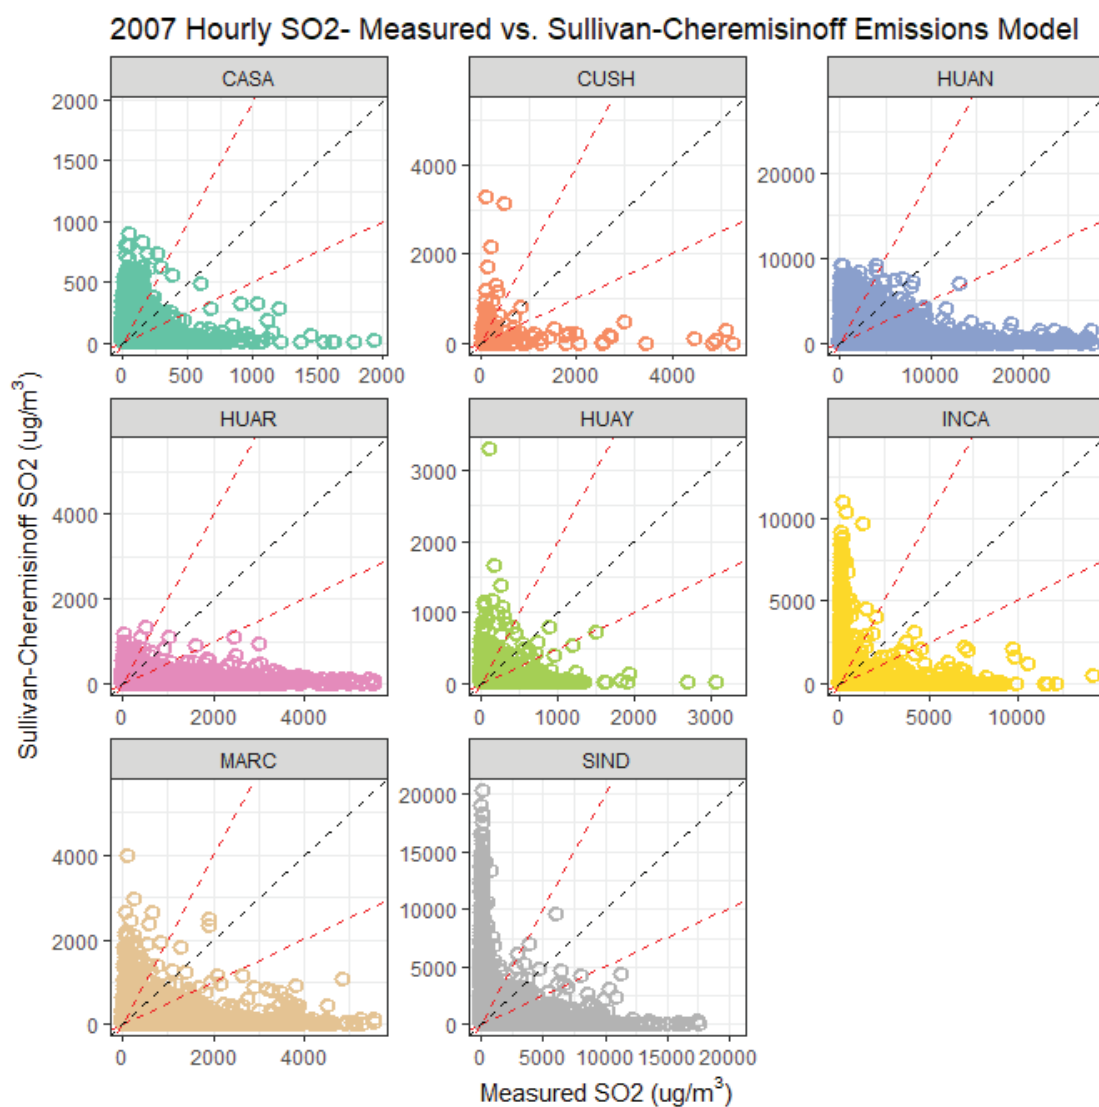 2007 Hourly SO2- Measured vs. Sullivan-Cheremisinoff Emissions Model
Sullivan-Cheremisinoff SO2 (ug/m³)
CASA
2000
1500
1000
500
0
0 500 1000 1500 2000
CUSH
4000
2000
0
0 2000 4000
HUAN
20000
10000
0
0 10000 20000
HUAR
4000
2000
0
0 2000 4000
HUAY
3000
2000
1000
0
0 1000 2000 3000
INCA
10000
5000
0
0 5000 10000
MARC
4000
2000
0
0 2000 4000
SIND
20000
15000
10000
5000
0
0 5000 10000 15000 20000
Measured SO2 (ug/m³)